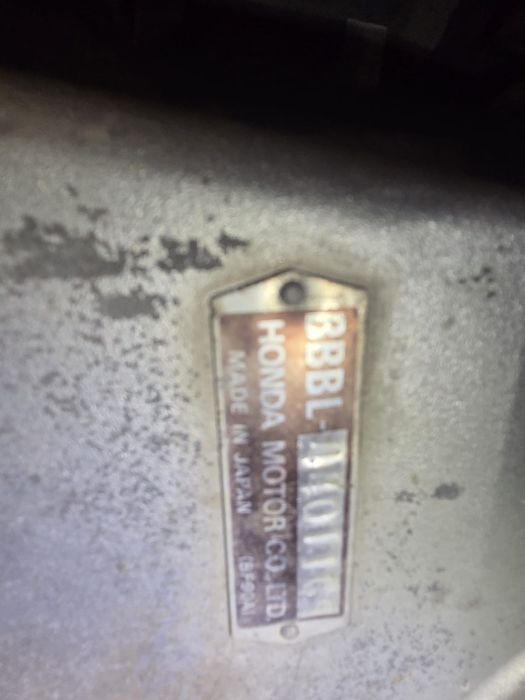 BBBL-
HONDA MOTOR CO.,LTD.
MADE IN JAPAN (BF90A)